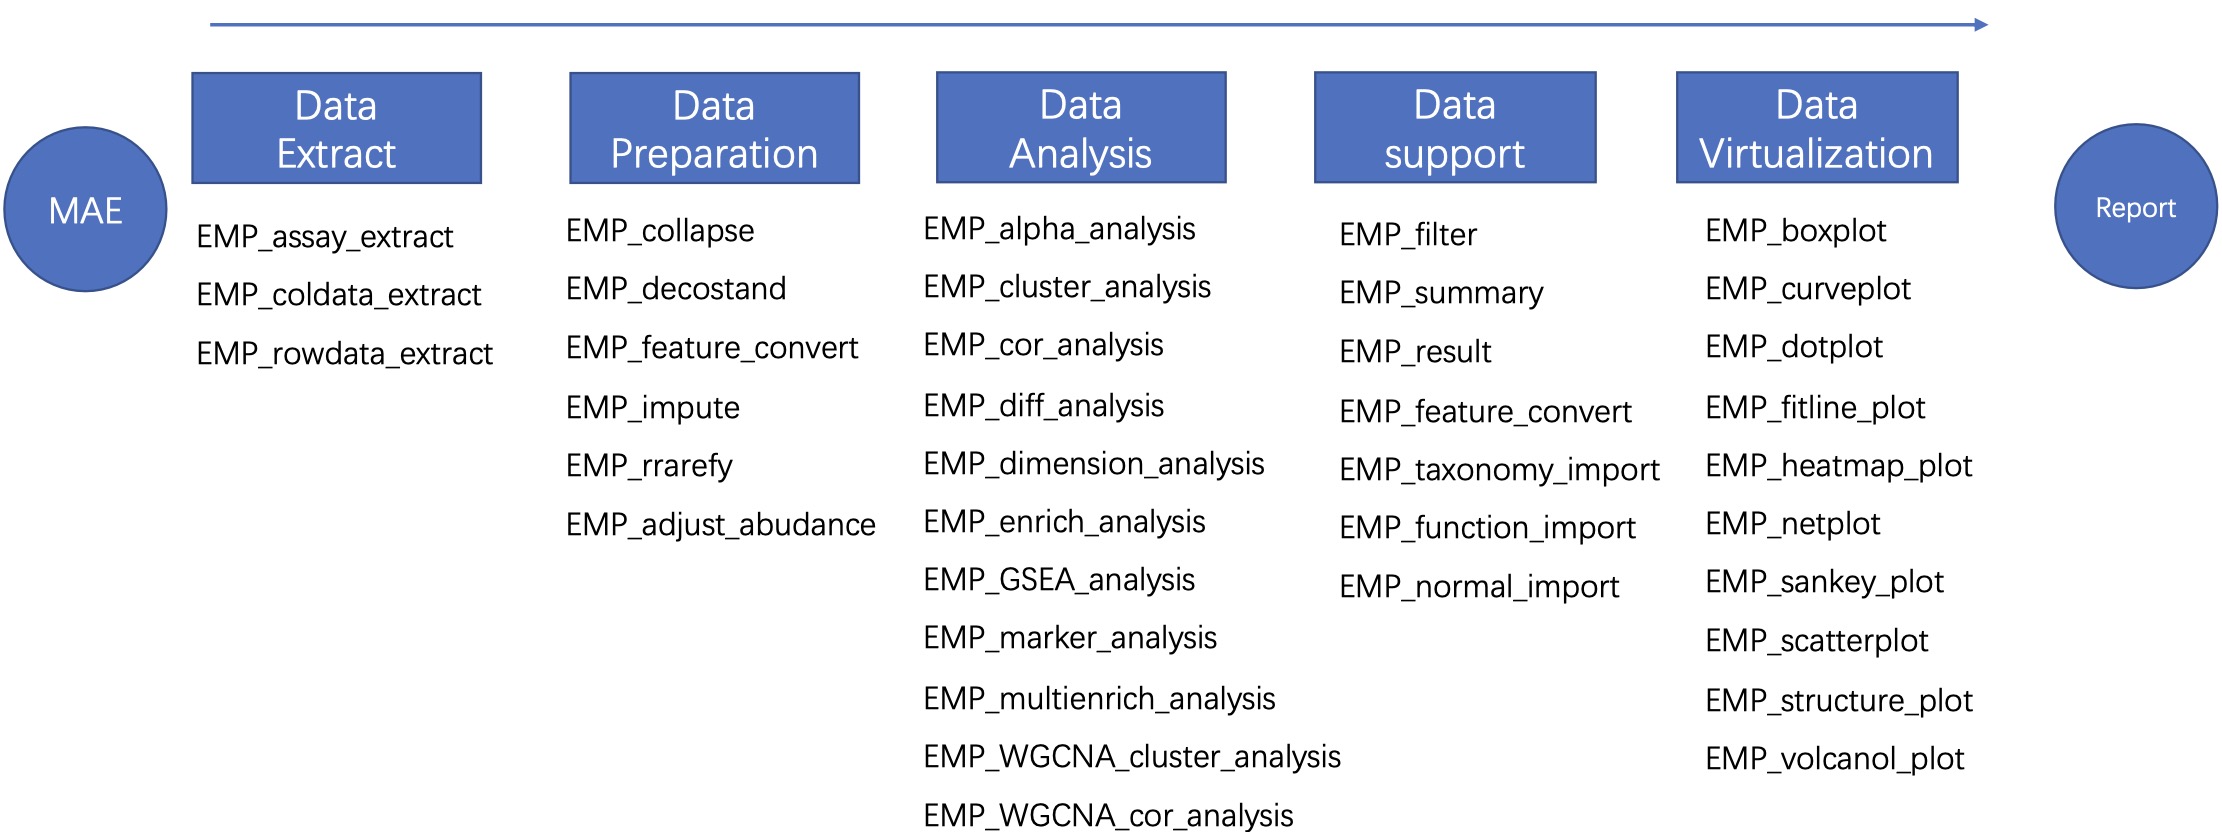 MAE
Data
Extract
EMP_assay_extract
EMP_coldata_extract
EMP_rowdata_extract
Data
Preparation
EMP_collapse
EMP_decostand
EMP_feature_convert
EMP_impute
EMP_rrarefy
EMP_adjust_abudance
Data
Analysis
EMP_alpha_analysis
EMP_cluster_analysis
EMP_cor_analysis
EMP_diff_analysis
EMP_dimension_analysis
EMP_enrich_analysis
EMP_GSEA_analysis
EMP_marker_analysis
EMP_multienrich_analysis
EMP_WGCNA_cluster_analysis
EMP_WGCNA_cor_analysis
Data
support
EMP_filter
EMP_summary
EMP_result
EMP_feature_convert
EMP_taxonomy_import
EMP_function_import
EMP_normal_import
Data
Virtualization
EMP_boxplot
EMP_curveplot
EMP_dotplot
EMP_fitline_plot
EMP_heatmap_plot
EMP_netplot
EMP_sankey_plot
EMP_scatterplot
EMP_structure_plot
EMP_volcanol_plot
Report